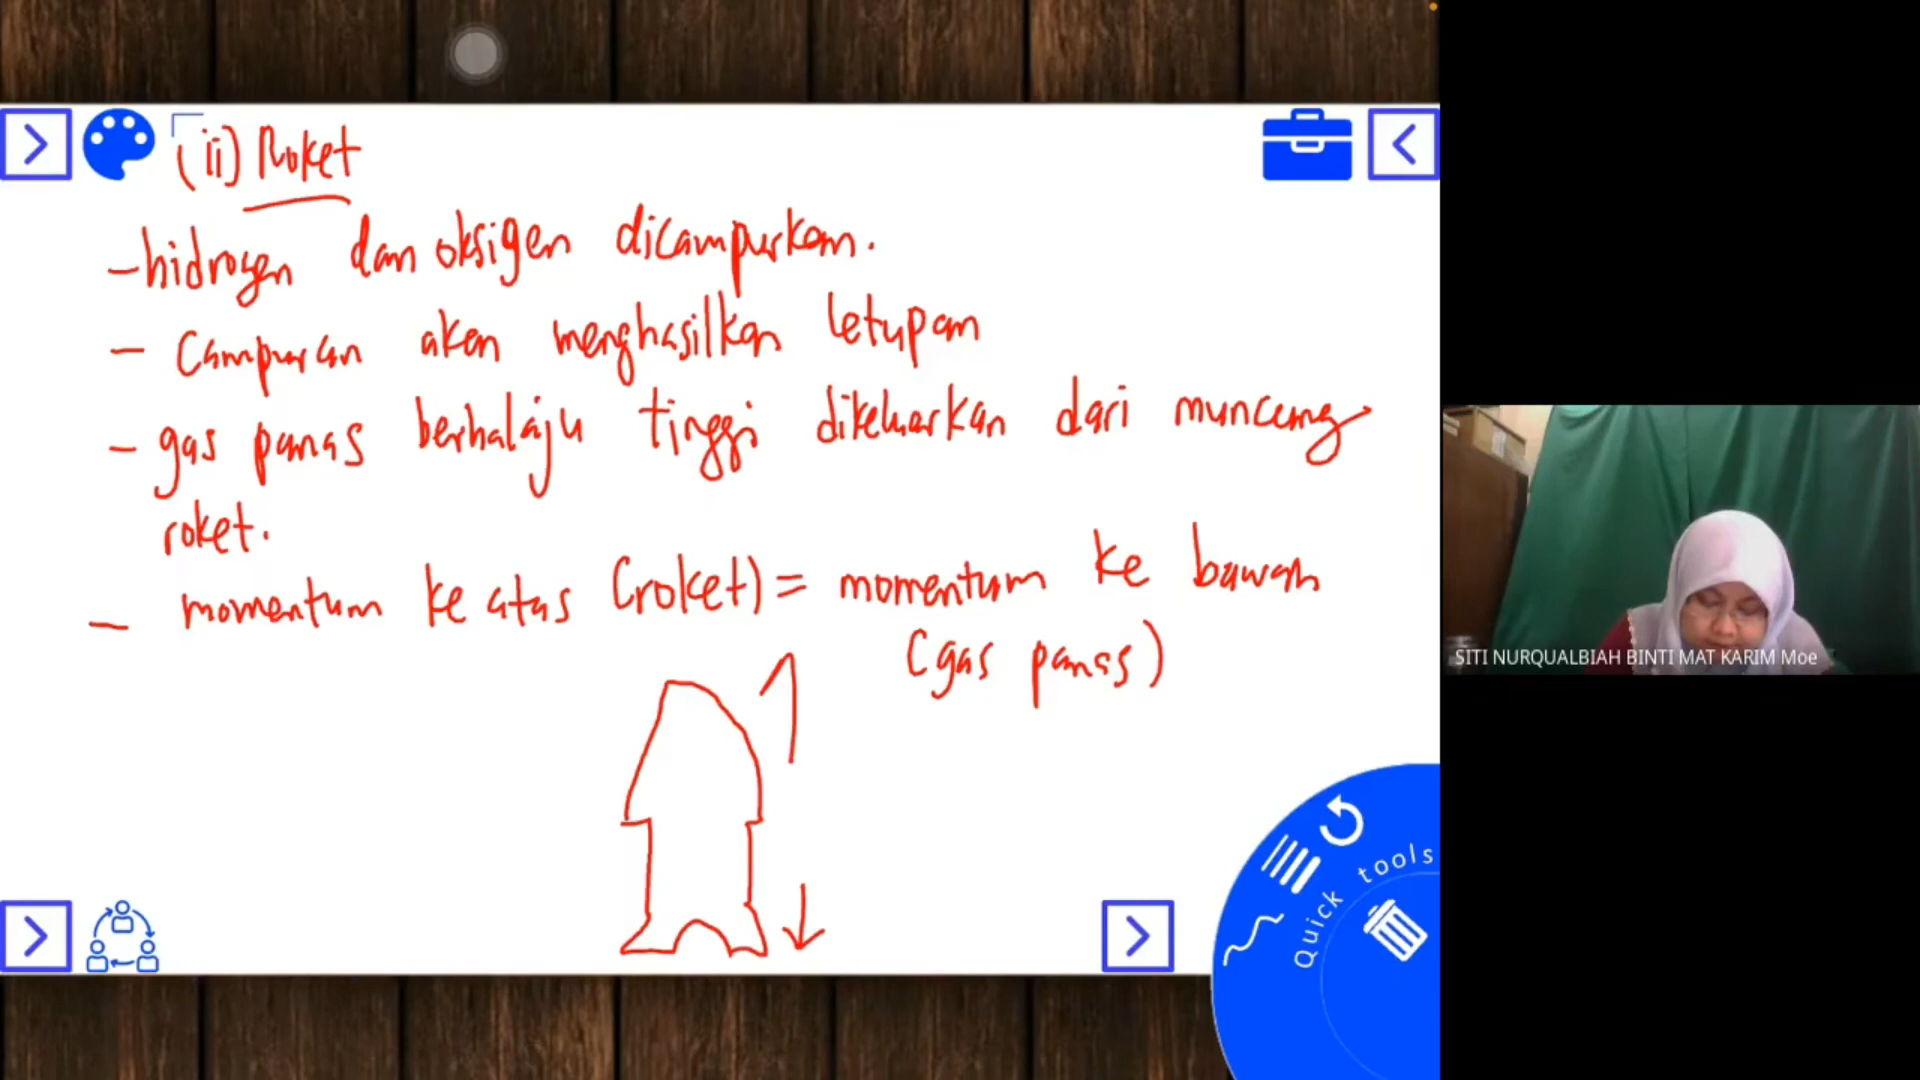 (ii) Roket
- hidrogen dan oksigen dicampurkan.
- Campuran akan menghasilkan letupan
- gas panas berhalaju tinggi dikeluarkan dari muncung
roket.
- momentum ke atas (roket) = momentum ke bawah
(gas panas)
Quick tools
SITI NURQUALBIAH BINTI MAT KARIM Moe